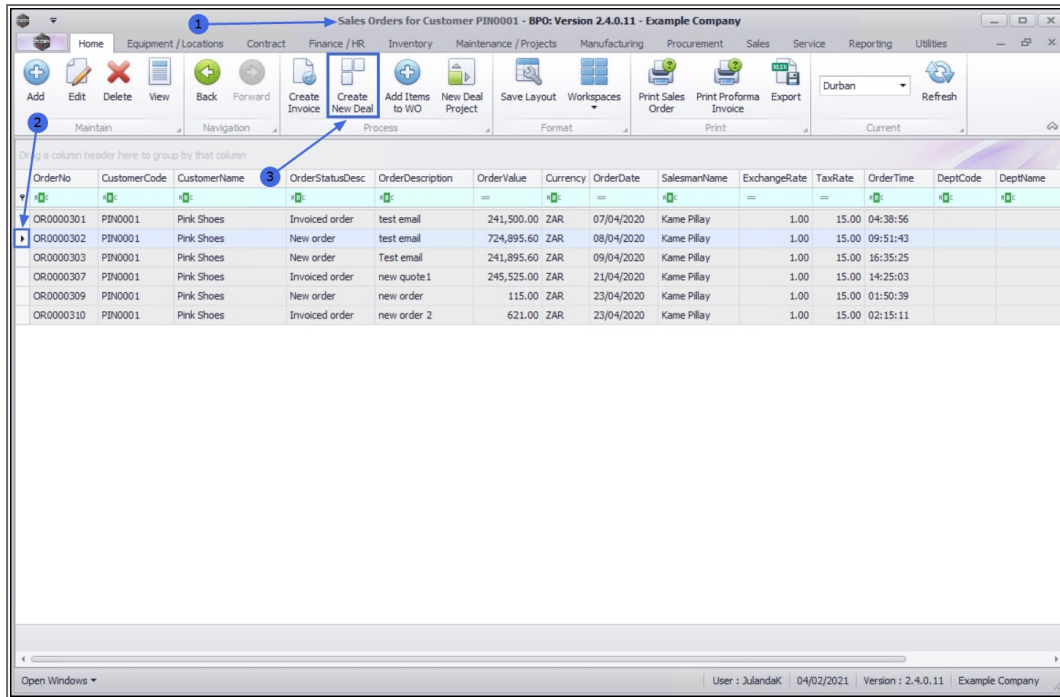 1
Sales Orders for Customer PIN0001 - BPO: Version 2.4.0.11 - Example Company
Home Equipment / Locations Contract Finance / HR Inventory Maintenance / Projects Manufacturing Procurement Sales Service Reporting Utilities
Add Edit Delete View Back Forward Create Invoice Create New Deal Add Items to WO New Deal Project Save Layout Workspaces Print Sales Order Print Proforma Invoice Export Durban Refresh
2
Maintain Navigation Process Format Print Current
Drag a column header here to group by that column
3
OrderNo CustomerCode CustomerName OrderStatusDesc OrderDescription OrderValue Currency OrderDate SalesmanName ExchangeRate TaxRate OrderTime DeptCode DeptName
OR0000301 PIN0001 Pink Shoes Invoiced order test email 241,500.00 ZAR 07/04/2020 Kame Pillay 1.00 15.00 04:38:56
OR0000302 PIN0001 Pink Shoes New order test email 724,895.60 ZAR 08/04/2020 Kame Pillay 1.00 15.00 09:51:43
OR0000303 PIN0001 Pink Shoes New order Test email 241,895.60 ZAR 09/04/2020 Kame Pillay 1.00 15.00 16:35:25
OR0000307 PIN0001 Pink Shoes Invoiced order new quote1 245,525.00 ZAR 21/04/2020 Kame Pillay 1.00 15.00 14:25:03
OR0000309 PIN0001 Pink Shoes New order new order 115.00 ZAR 23/04/2020 Kame Pillay 1.00 15.00 01:50:39
OR0000310 PIN0001 Pink Shoes Invoiced order new order 2 621.00 ZAR 23/04/2020 Kame Pillay 1.00 15.00 02:15:11
Open Windows User : JulandaK 04/02/2021 Version : 2.4.0.11 Example Company